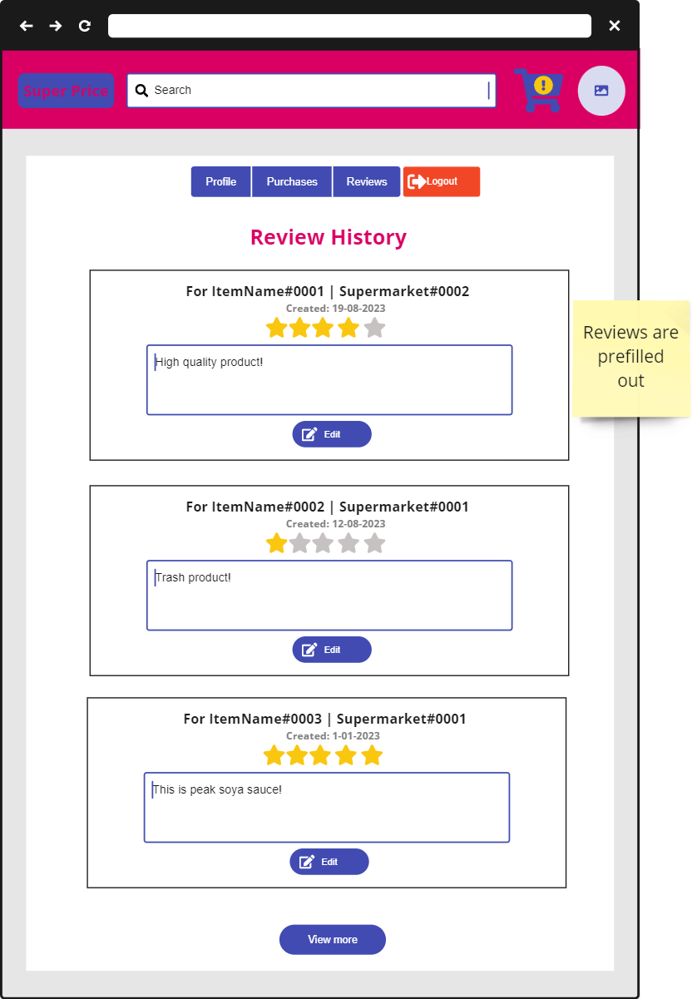 Super Price
Search
Profile
Purchases
Reviews
Logout
Review History
For ItemName#0001 | Supermarket#0002
Created: 19-08-2023
High quality product!
Edit
Reviews are
prefilled
out
For ItemName#0002 | Supermarket#0001
Created: 12-08-2023
Trash product!
Edit
For ItemName#0003 | Supermarket#0001
Created: 1-01-2023
This is peak soya sauce!
Edit
View more